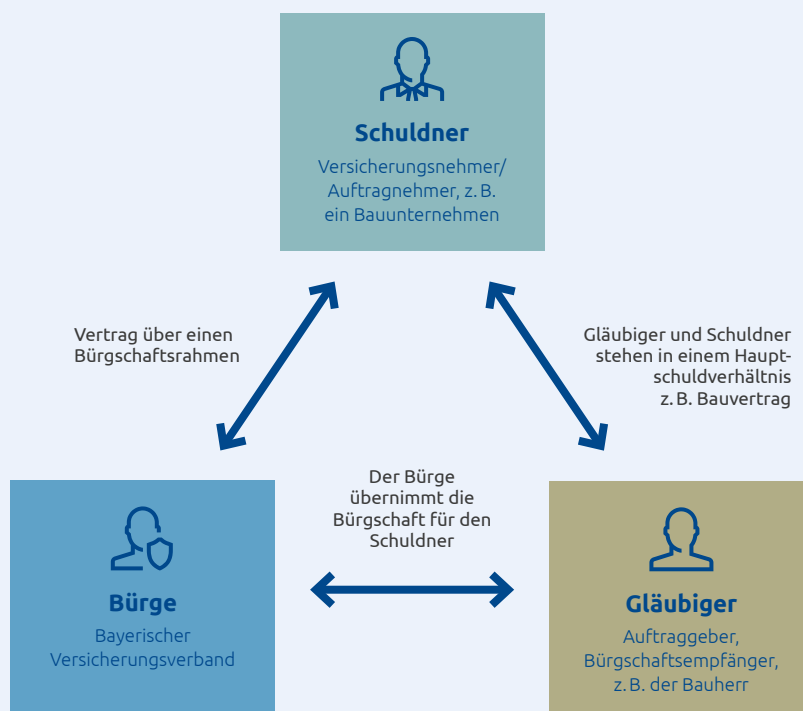 Schuldner
Versicherungsnehmer/
Auftragnehmer, z. B.
ein Bauunternehmen
Vertrag über einen
Bürgschaftsrahmen
Gläubiger und Schuldner
stehen in einem Haupt-
schuldverhältnis
z. B. Bauvertrag
Der Bürge
übernimmt die
Bürgschaft für den
Schuldner
Bürge
Bayerischer
Versicherungsverband
Gläubiger
Auftraggeber,
Bürgschaftsempfänger,
z. B. der Bauherr